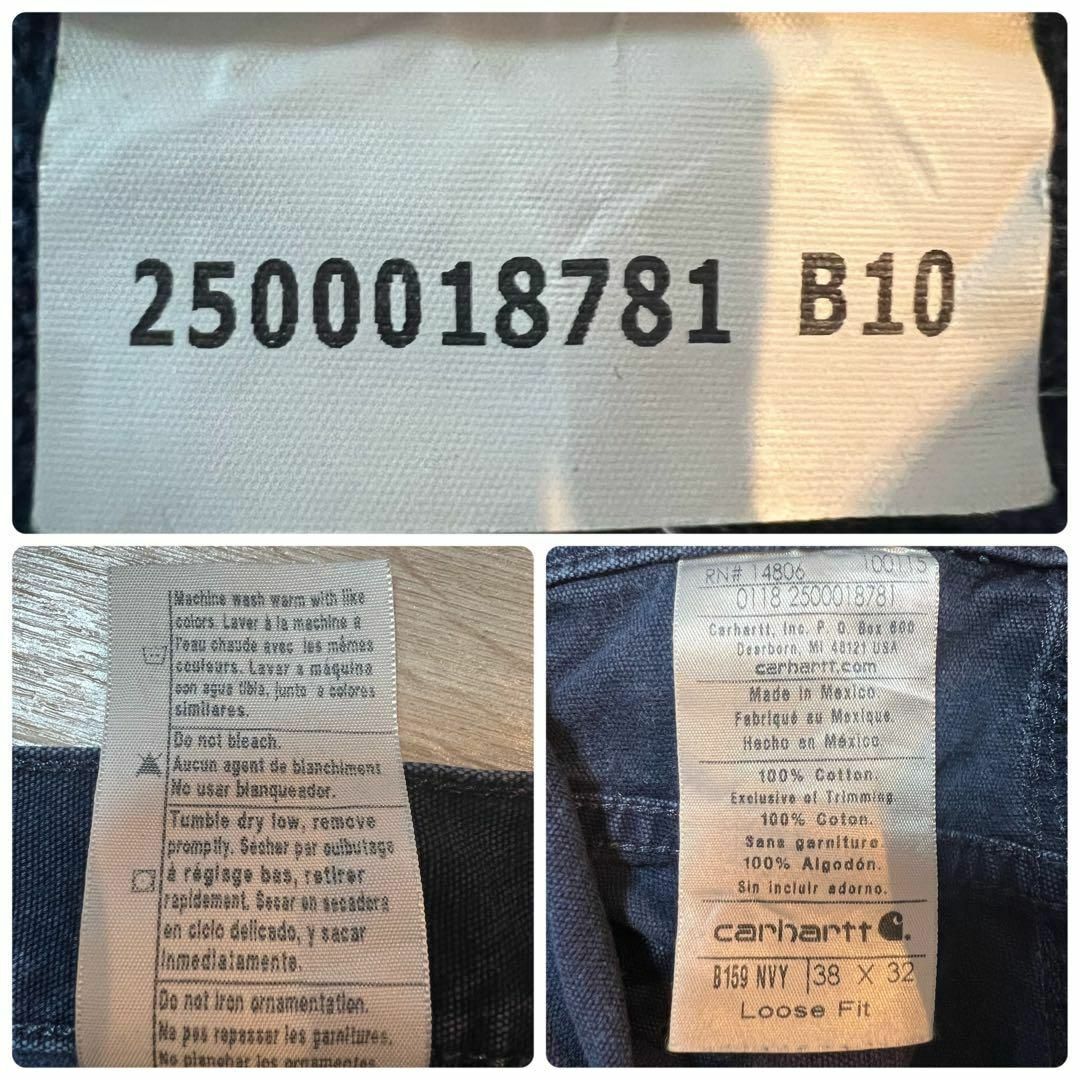 2500018781 B10
Machine wash warm with like
colors. Laver à la machine à
l'eau chaude avec les mêmes
couleurs. Lavar a máquina
con agua tibia, junto a colores
similares.
Do not bleach.
Aucun agent de blanchiment
No usar blanqueador.
Tumble dry low, remove
promptly. Sécher par culbutage
à réglage bas, retirer
rapidement. Secar en secadora
en ciclo delicado, y sacar
inmediatamente.
Do not iron ornamentation.
Ne pas repasser les garnitures.
No planchar los ornamentos.
RN# 14806 100115
0118 2500018781
Carhartt, Inc. P. O. Box 600
Dearborn, MI 48121 USA
carhartt.com
Made in Mexico
Fabriqué au Mexique.
Hecho en México
100% Cotton.
Exclusive of Trimming
100% Coton.
Sans garniture.
100% Algodón.
Sin incluir adorno.
carhartt
B159 NVY 38 X 32
Loose Fit